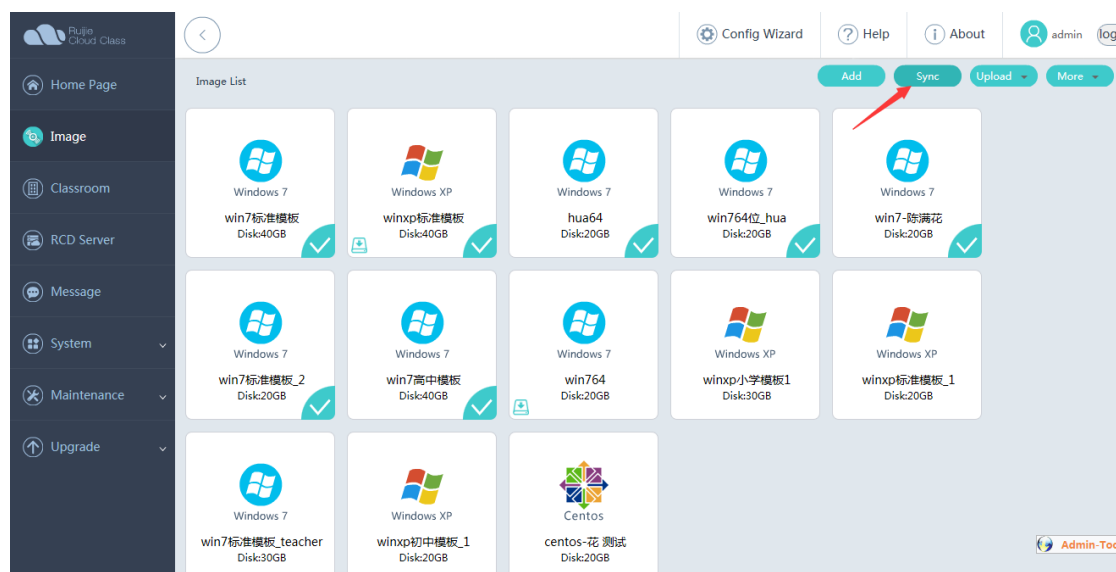 Ruijie
Cloud Class
Config Wizard
Help
About
admin
Home Page
Image
Classroom
RCD Server
Message
System
Maintenance
Upgrade
Image List
Add
Sync
Upload
More
Windows 7
win7标准模板
Disk:40GB
Windows XP
winxp标准模板
Disk:40GB
Windows 7
hua64
Disk:20GB
Windows 7
win764位_hua
Disk:20GB
Windows 7
win7-陈满花
Disk:20GB
Windows 7
win7标准模板_2
Disk:20GB
Windows 7
win7高中模板
Disk:40GB
Windows 7
win764
Disk:20GB
Windows XP
winxp小学模板1
Disk:30GB
Windows XP
winxp标准模板_1
Disk:20GB
Windows 7
win7标准模板_teacher
Disk:30GB
Windows XP
winxp初中模板_1
Disk:20GB
Centos
centos-花 测试
Disk:20GB